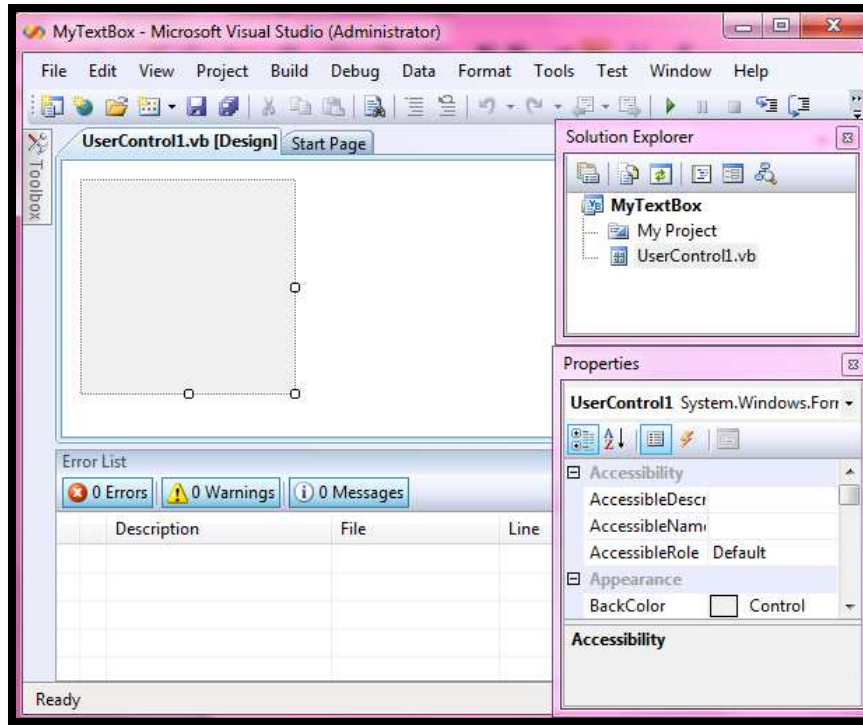 MyTextBox - Microsoft Visual Studio (Administrator)
File Edit View Project Build Debug Data Format Tools Test Window Help
Toolbox
UserControl1.vb [Design] Start Page
Solution Explorer
MyTextBox
My Project
UserControl1.vb
Properties
UserControl1 System.Windows.Forr
Accessibility
AccessibleDescr
AccessibleName
AccessibleRole Default
Appearance
BackColor Control
Accessibility
Error List
0 Errors 0 Warnings 0 Messages
Description File Line
Ready